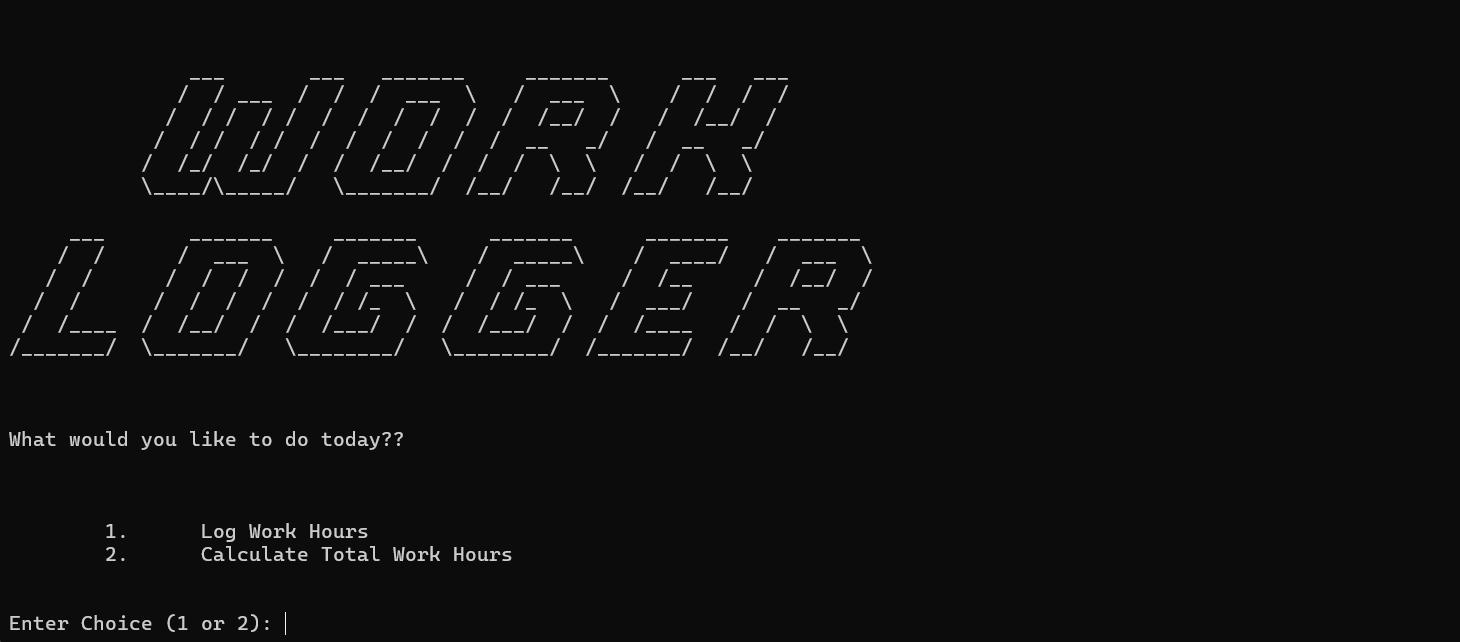 WORK
LOGGER
What would you like to do today??
1. Log Work Hours
2. Calculate Total Work Hours
Enter Choice (1 or 2):